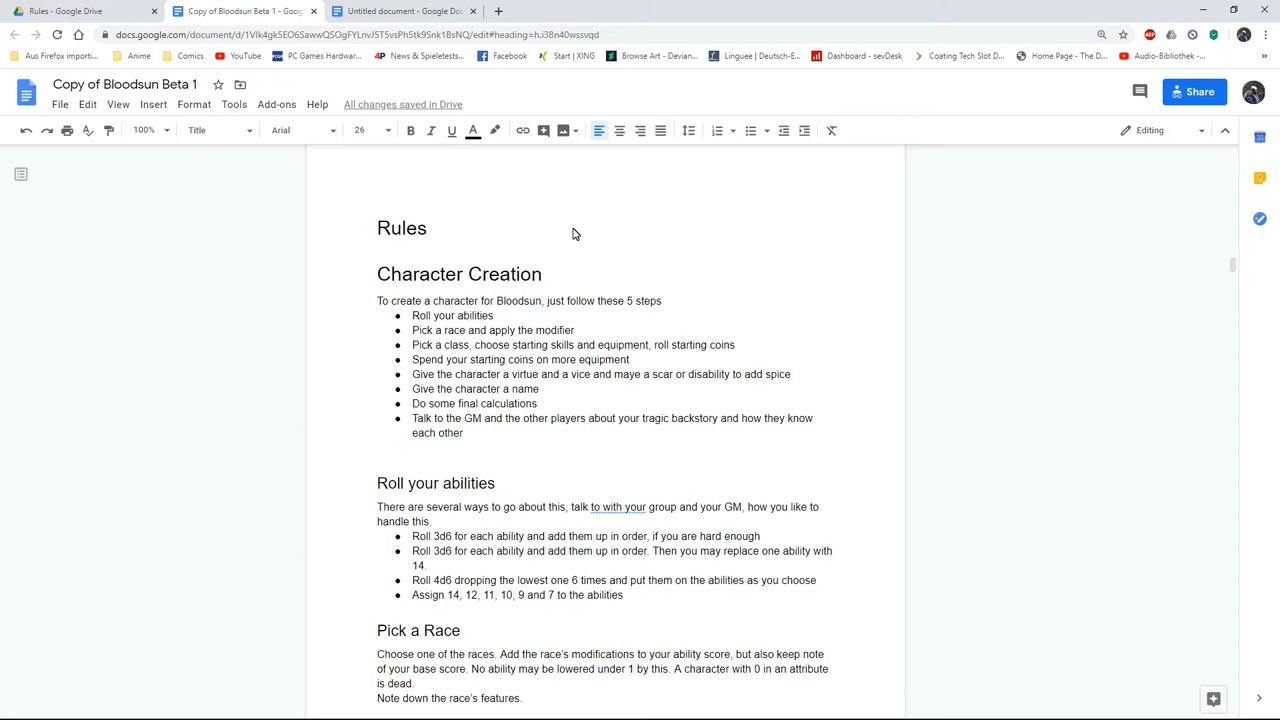 Rules - Google Drive
Copy of Bloodsun Beta 1 - Goog
Untitled document - Google Doc
docs.google.com/document/d/1VIk4gk5EO6SawwQSOgFYLnvJST5vsPh5tk9Snk1BsNQ/edit#heading=h.i38n40wssvqd
Aus Firefox importi...
Anime
Comics
YouTube
PC Games Hardwar...
4P News & Spieletests...
Facebook
Start | XING
Browse Art - Devian...
Linguee | Deutsch-E...
Dashboard - sevDesk
Coating Tech Slot D...
Home Page - The D...
Audio-Bibliothek -...
Copy of Bloodsun Beta 1
File Edit View Insert Format Tools Add-ons Help All changes saved in Drive
Share
100% Title Arial 26 B I U A Editing
Rules
Character Creation
To create a character for Bloodsun, just follow these 5 steps
● Roll your abilities
● Pick a race and apply the modifier
● Pick a class, choose starting skills and equipment, roll starting coins
● Spend your starting coins on more equipment
● Give the character a virtue and a vice and maye a scar or disability to add spice
● Give the character a name
● Do some final calculations
● Talk to the GM and the other players about your tragic backstory and how they know
each other
Roll your abilities
There are several ways to go about this, talk to with your group and your GM, how you like to
handle this.
● Roll 3d6 for each ability and add them up in order, if you are hard enough
● Roll 3d6 for each ability and add them up in order. Then you may replace one ability with
14.
● Roll 4d6 dropping the lowest one 6 times and put them on the abilities as you choose
● Assign 14, 12, 11, 10, 9 and 7 to the abilities
Pick a Race
Choose one of the races. Add the race's modifications to your ability score, but also keep note
of your base score. No ability may be lowered under 1 by this. A character with 0 in an attribute
is dead.
Note down the race's features.